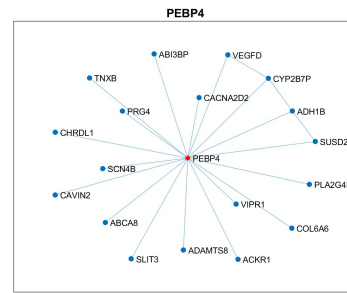 PEBP4
ABI3BP
VEGFD
TNXB
CYP2B7P
CACNA2D2
PRG4
ADH1B
CHRDL1
SUSD2
PEBP4
SCN4B
PLA2G4F
CAVIN2
VIPR1
ABCA8
COL6A6
ADAMTS8
SLIT3
ACKR1